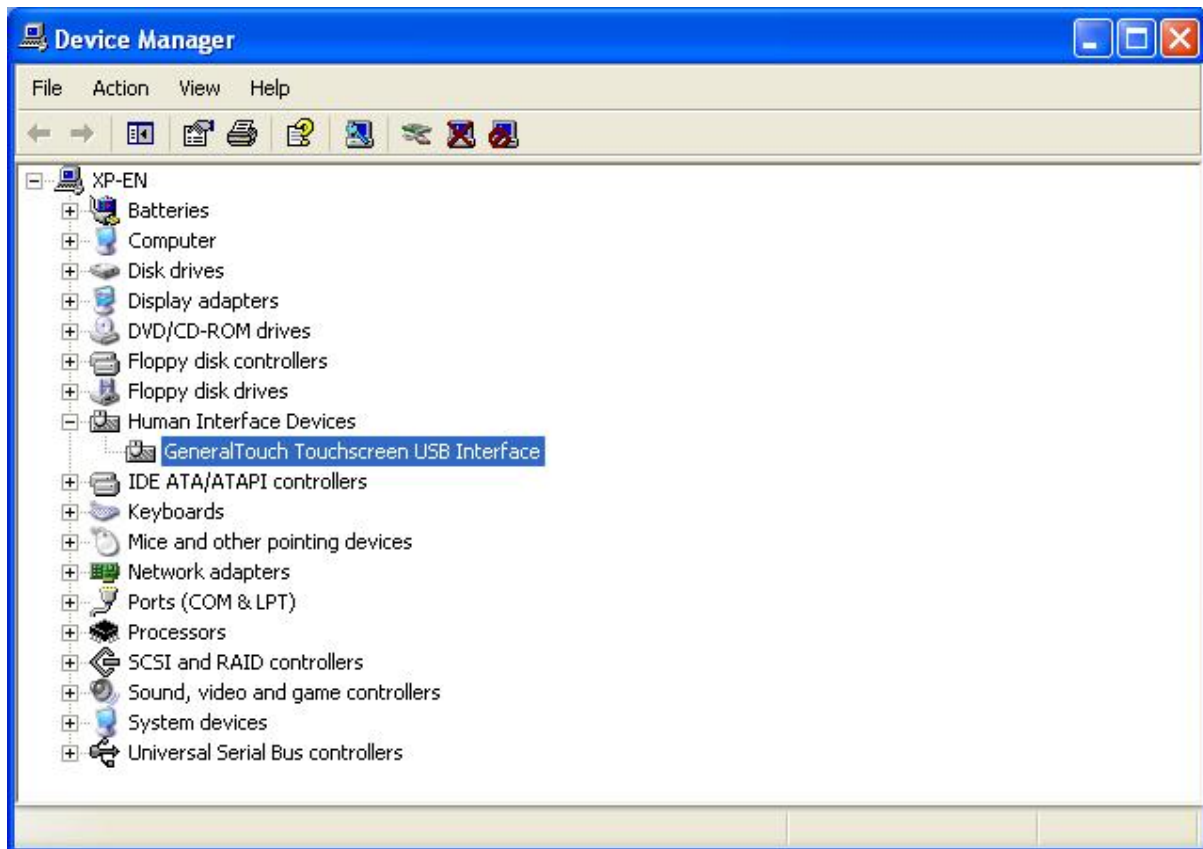 Device Manager
File Action View Help
XP-EN
Batteries
Computer
Disk drives
Display adapters
DVD/CD-ROM drives
Floppy disk controllers
Floppy disk drives
Human Interface Devices
GeneralTouch Touchscreen USB Interface
IDE ATA/ATAPI controllers
Keyboards
Mice and other pointing devices
Network adapters
Ports (COM & LPT)
Processors
SCSI and RAID controllers
Sound, video and game controllers
System devices
Universal Serial Bus controllers